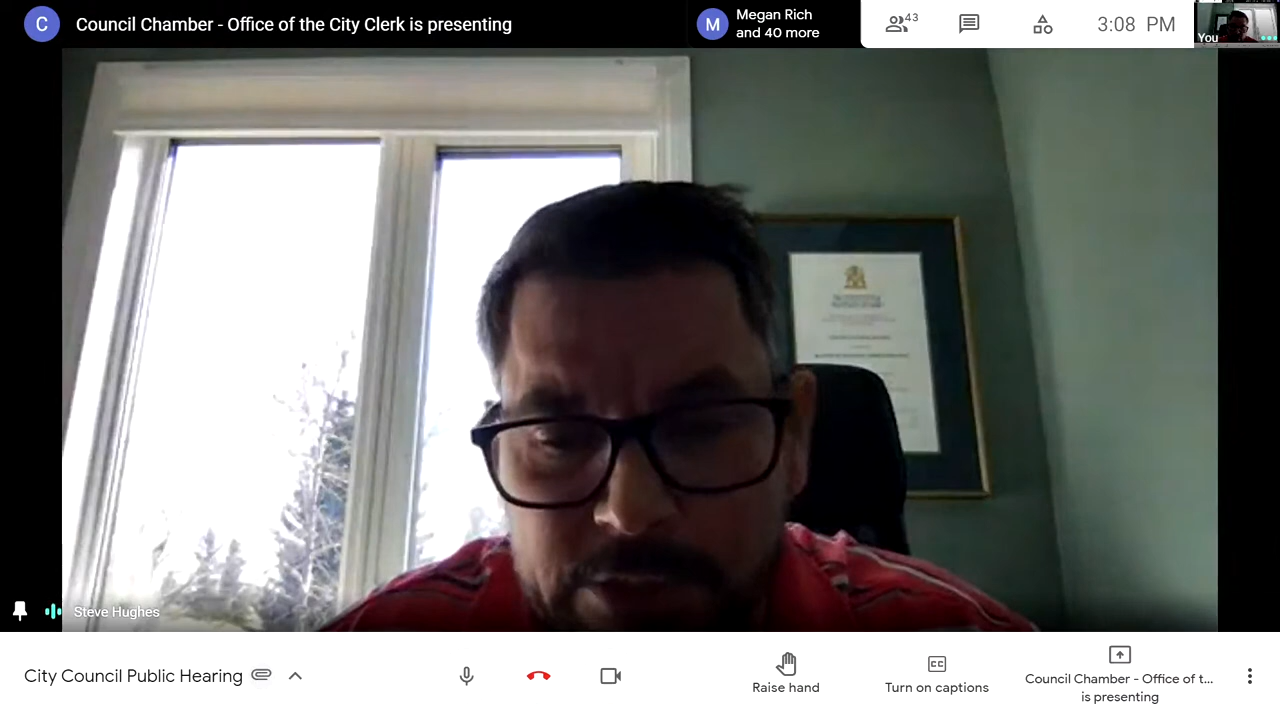 C
Council Chamber - Office of the City Clerk is presenting
M
Megan Rich
and 40 more
43
3:08 PM
You
Steve Hughes
City Council Public Hearing
Raise hand
CC
Turn on captions
Council Chamber - Office of t...
is presenting